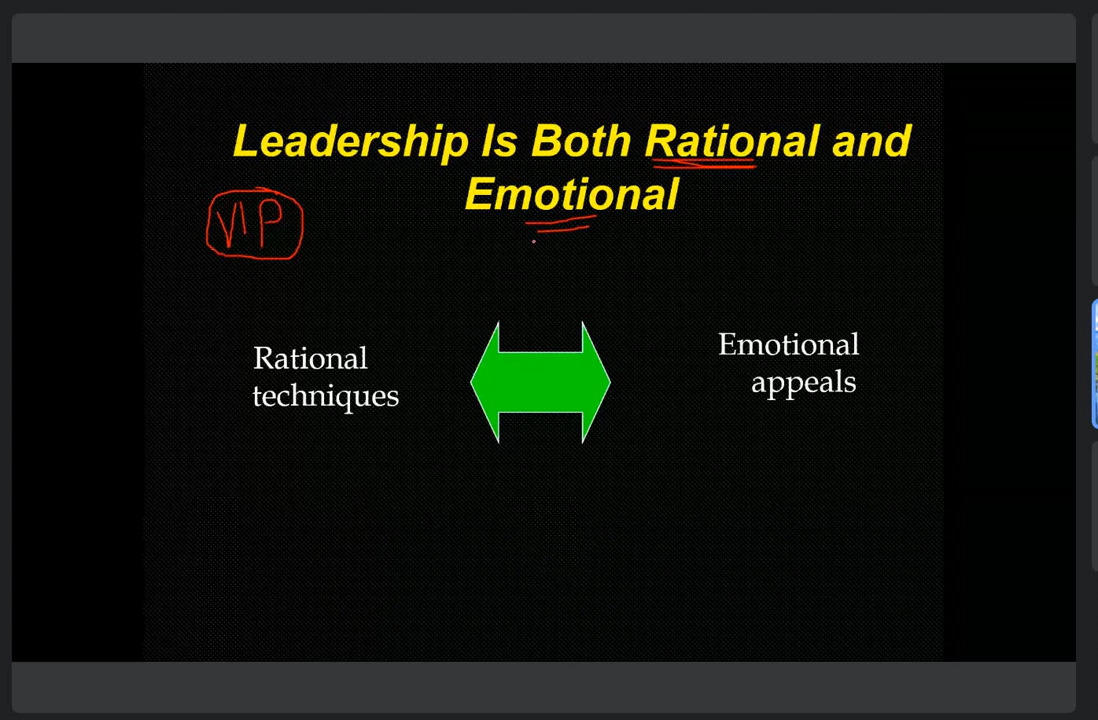 Leadership Is Both Rational and
Emotional
VIP
Rational
techniques
Emotional
appeals